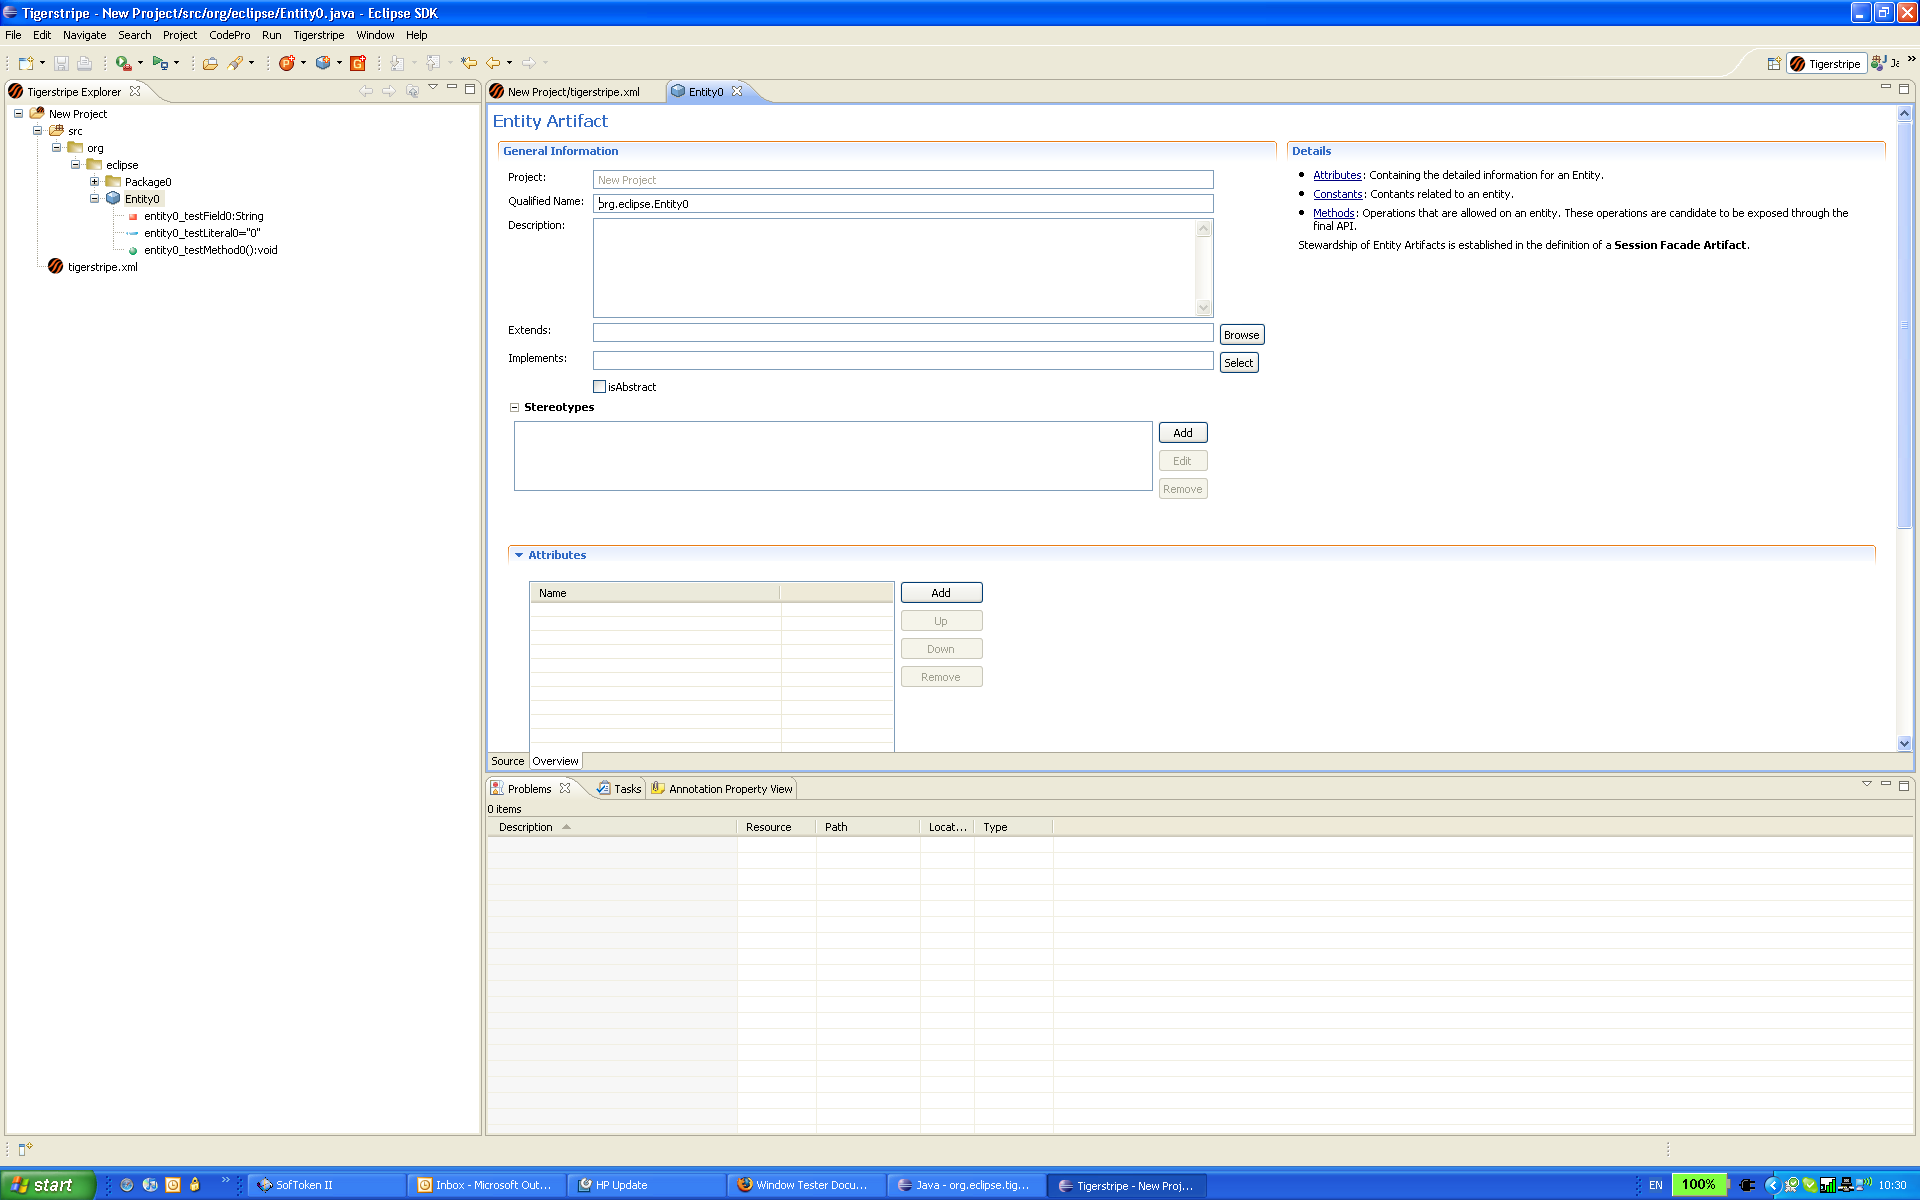 Tigerstripe - New Project/src/org/eclipse/Entity0.java - Eclipse SDK
File Edit Navigate Search Project CodePro Run Tigerstripe Window Help
Tigerstripe Ja
Tigerstripe Explorer
New Project
src
org
eclipse
Package0
Entity0
entity0_testField0:String
entity0_testLiteral0="0"
entity0_testMethod0():void
tigerstripe.xml
New Project/tigerstripe.xml Entity0
Entity Artifact
General Information
Project: New Project
Qualified Name: org.eclipse.Entity0
Description:
Extends: Browse
Implements: Select
isAbstract
Stereotypes
Add
Edit
Remove
Details
Attributes: Containing the detailed information for an Entity.
Constants: Contants related to an entity.
Methods: Operations that are allowed on an entity. These operations are candidate to be exposed through the
final API.
Stewardship of Entity Artifacts is established in the definition of a Session Facade Artifact.
Attributes
Name
Add
Up
Down
Remove
Source Overview
Problems Tasks Annotation Property View
0 items
Description Resource Path Locat... Type
start SofToken II Inbox - Microsoft Out... HP Update Window Tester Docu... Java - org.eclipse.tig... Tigerstripe - New Proj... EN 100% 10:30